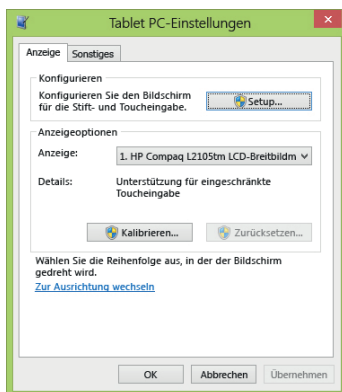 Tablet PC-Einstellungen
Anzeige Sonstiges
Konfigurieren
Konfigurieren Sie den Bildschirm
für die Stift- und Toucheingabe.
Setup...
Anzeigeoptionen
Anzeige: 1. HP Compaq L2105tm LCD-Breitbildm
Details: Unterstützung für eingeschränkte
Toucheingabe
Kalibrieren... Zurücksetzen...
Wählen Sie die Reihenfolge aus, in der der Bildschirm
gedreht wird.
Zur Ausrichtung wechseln
OK Abbrechen Übernehmen